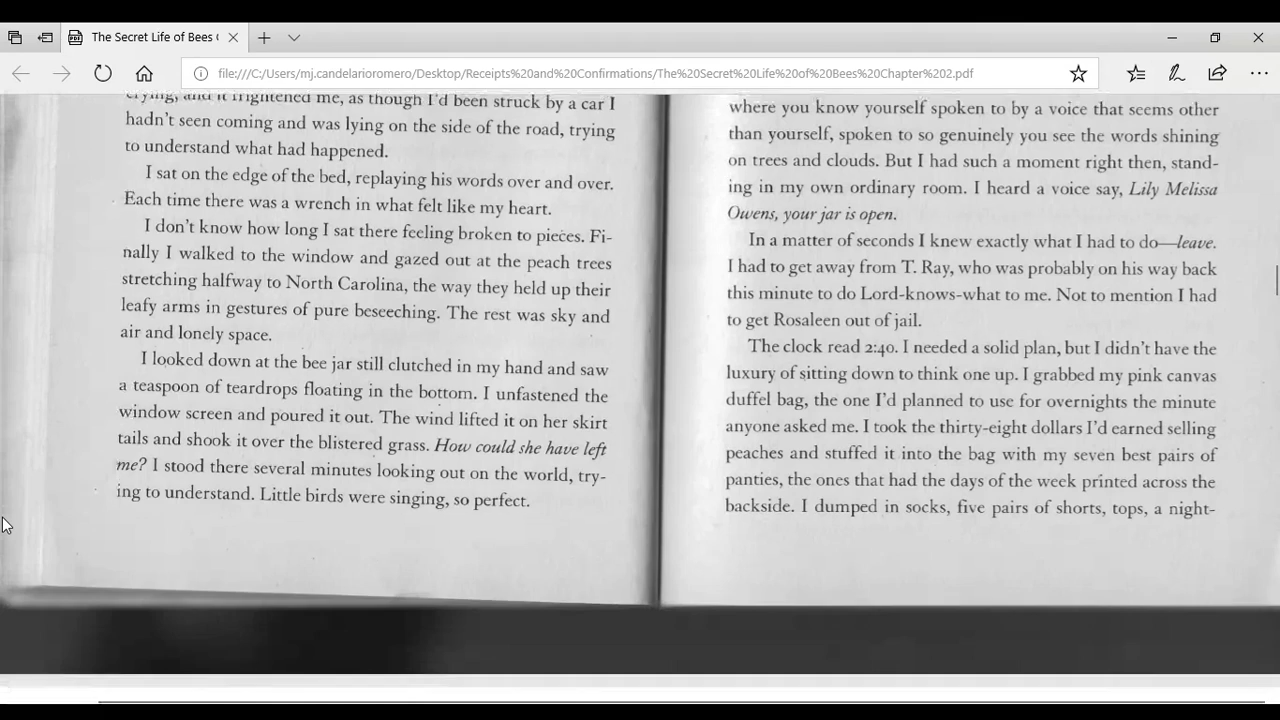 The Secret Life of Bees
file:///C:/Users/mj.candelarioromero/Desktop/Receipts%20and%20Confirmations/The%20Secret%20Life%20of%20Bees%20Chapter%202.pdf
crying, and it frightened me, as though I'd been struck by a car I
hadn't seen coming and was lying on the side of the road, trying
to understand what had happened.
I sat on the edge of the bed, replaying his words over and over.
Each time there was a wrench in what felt like my heart.
I don't know how long I sat there feeling broken to pieces. Fi-
nally I walked to the window and gazed out at the peach trees
stretching halfway to North Carolina, the way they held up their
leafy arms in gestures of pure beseeching. The rest was sky and
air and lonely space.
I looked down at the bee jar still clutched in my hand and saw
a teaspoon of teardrops floating in the bottom. I unfastened the
window screen and poured it out. The wind lifted it on her skirt
tails and shook it over the blistered grass. How could she have left
me? I stood there several minutes looking out on the world, try-
ing to understand. Little birds were singing, so perfect.
where you know yourself spoken to by a voice that seems other
than yourself, spoken to so genuinely you see the words shining
on trees and clouds. But I had such a moment right then, stand-
ing in my own ordinary room. I heard a voice say, Lily Melissa
Owens, your jar is open.
In a matter of seconds I knew exactly what I had to do—leave.
I had to get away from T. Ray, who was probably on his way back
this minute to do Lord-knows-what to me. Not to mention I had
to get Rosaleen out of jail.
The clock read 2:40. I needed a solid plan, but I didn't have the
luxury of sitting down to think one up. I grabbed my pink canvas
duffel bag, the one I'd planned to use for overnights the minute
anyone asked me. I took the thirty-eight dollars I'd earned selling
peaches and stuffed it into the bag with my seven best pairs of
panties, the ones that had the days of the week printed across the
backside. I dumped in socks, five pairs of shorts, tops, a night-